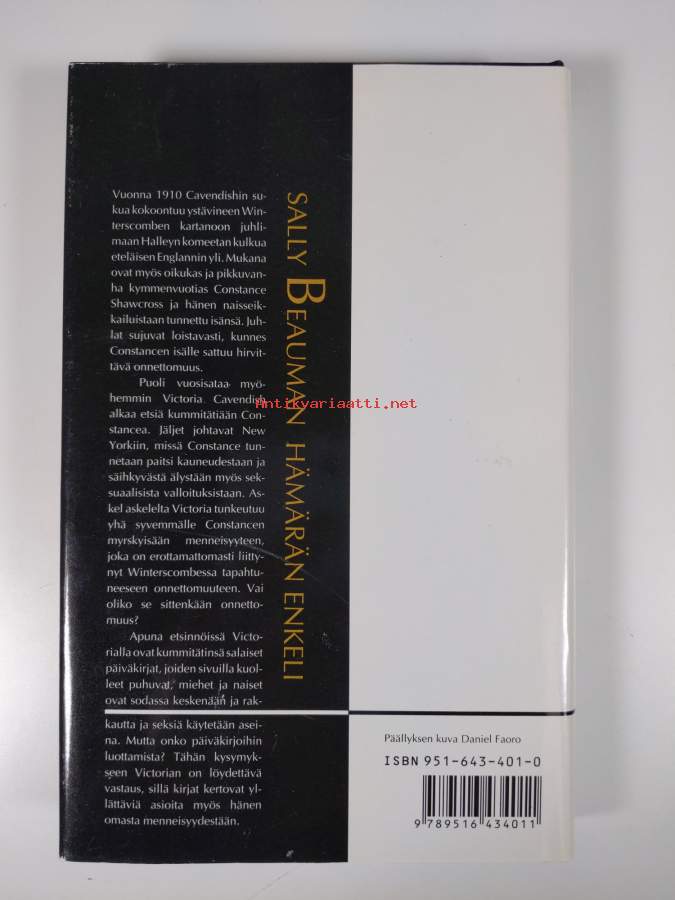 Vuonna 1910 Cavendishin su-
kua kokoontuu ystävineen Win-
terscomben kartanoon juhli-
maan Halleyn komeetan kulkua
eteläisen Englannin yli. Mukana
ovat myös oikukas ja pikkuvan-
ha kymmenvuotias Constance
Shawcross ja hänen naisseik-
kailuistaan tunnettu isänsä. Juh-
lat sujuvat loistavasti, kunnes
Constancen isälle sattuu hirvit-
tävä onnettomuus.
Puoli vuosisataa myö-
hemmin Victoria Cavendish
alkaa etsiä kummitätiään Con-
stancea. Jäljet johtavat New
Yorkiin, missä Constance tun-
netaan paitsi kauneudestaan ja
säihkyvästä älystään myös sek-
suaalisista valloituksistaan. As-
kel askelelta Victoria tunkeutuu
yhä syvemmälle Constancen
myrskyisään menneisyyteen,
joka on erottamattomasti liitty-
nyt Winterscombessa tapahtu-
neeseen onnettomuuteen. Vai
oliko se sittenkään onnetto-
muus?
Apuna etsinnöissä Victo-
rialla ovat kummitätinsä salaiset
päiväkirjat, joiden sivuilla kuol-
leet puhuvat, miehet ja naiset
ovat sodassa keskenään ja rak-
kautta ja seksiä käytetään asei-
na. Mutta onko päiväkirjoihin
luottamista? Tähän kysymyk-
seen Victorian on löydettävä
vastaus, sillä kirjat kertovat yl-
lättäviä asioita myös hänen
omasta menneisyydestään.
SALLY BEAUMAN HÄMÄRÄN ENKELI
Antikvariaatti.net
Päällyksen kuva Daniel Faoro
ISBN 951-643-401-0
9 789516 434011